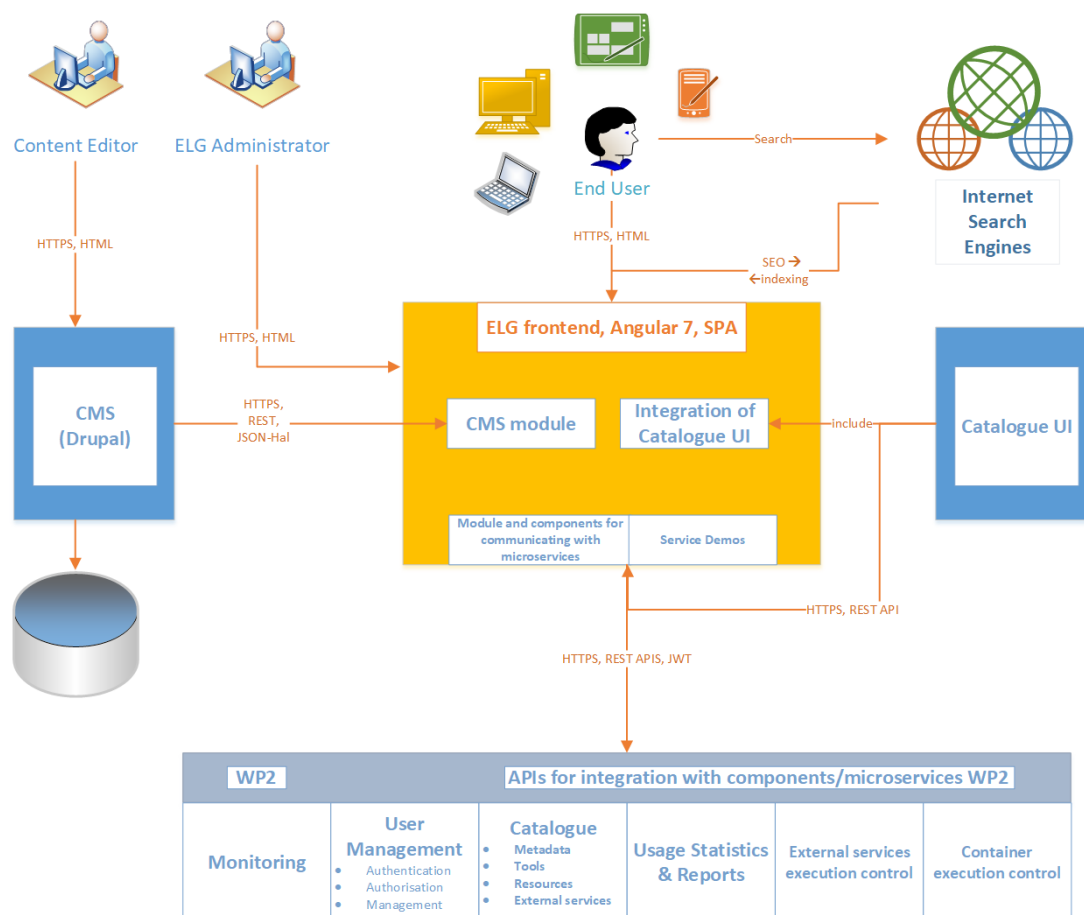 Content Editor
ELG Administrator
End User
Search
Internet
Search
Engines
HTTPS, HTML
HTTPS, HTML
SEO →
←indexing
HTTPS, HTML
ELG frontend, Angular 7, SPA
CMS
(Drupal)
HTTPS,
REST,
JSON-Hal
CMS module
Integration of
Catalogue UI
include
Catalogue UI
Module and components for
communicating with
microservices
Service Demos
HTTPS, REST API
HTTPS, REST APIS, JWT
WP2
APIs for integration with components/microservices WP2
Monitoring
User
Management
• Authentication
• Authorisation
• Management
Catalogue
• Metadada
• Tools
• Resources
• External services
Usage Statistics
& Reports
External services
execution control
Container
execution control